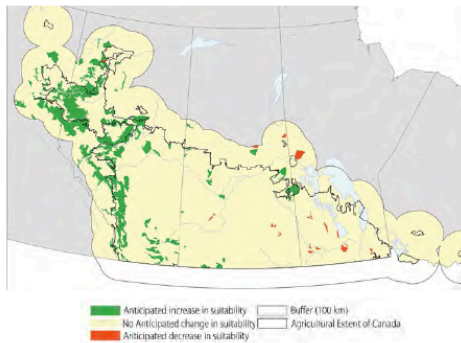 Anticipated increase in suitability
Buffer (100 km)
No Anticipated change in suitability
Agricultural Extent of Canada
Anticipated decrease in suitability